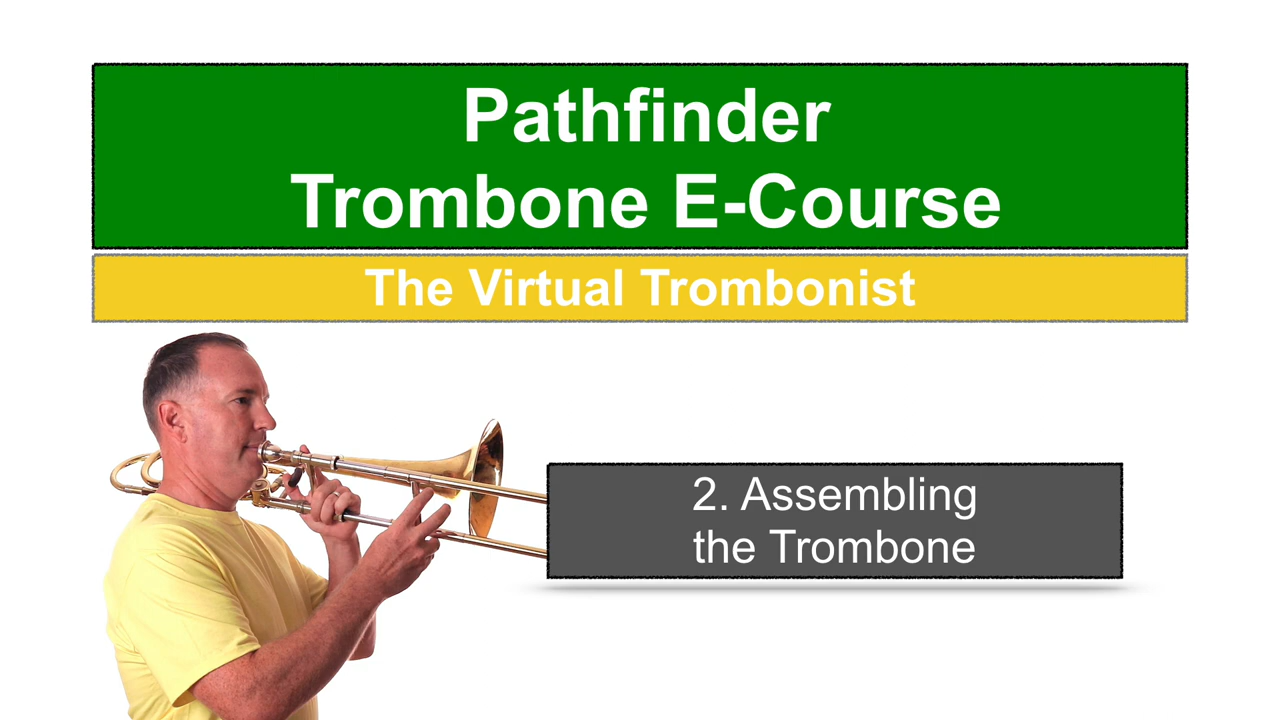 Pathfinder
Trombone E-Course
The Virtual Trombonist
2. Assembling
the Trombone